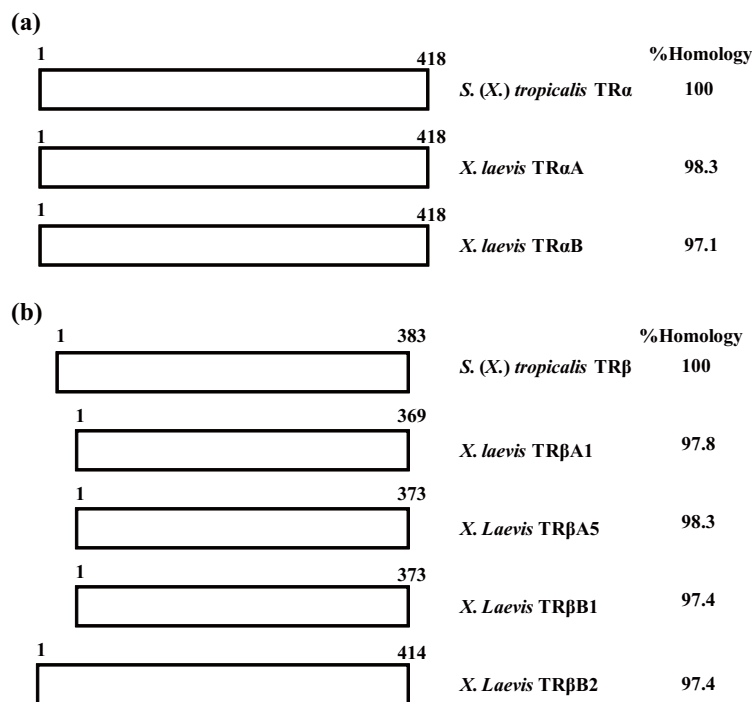 (a)
%Homology
1 418 S. (X.) tropicalis TRα 100
1 418 X. laevis TRαA 98.3
1 418 X. laevis TRαB 97.1
(b)
%Homology
1 383 S. (X.) tropicalis TRβ 100
1 369 X. laevis TRβA1 97.8
1 373 X. Laevis TRβA5 98.3
1 373 X. Laevis TRβB1 97.4
1 414 X. Laevis TRβB2 97.4